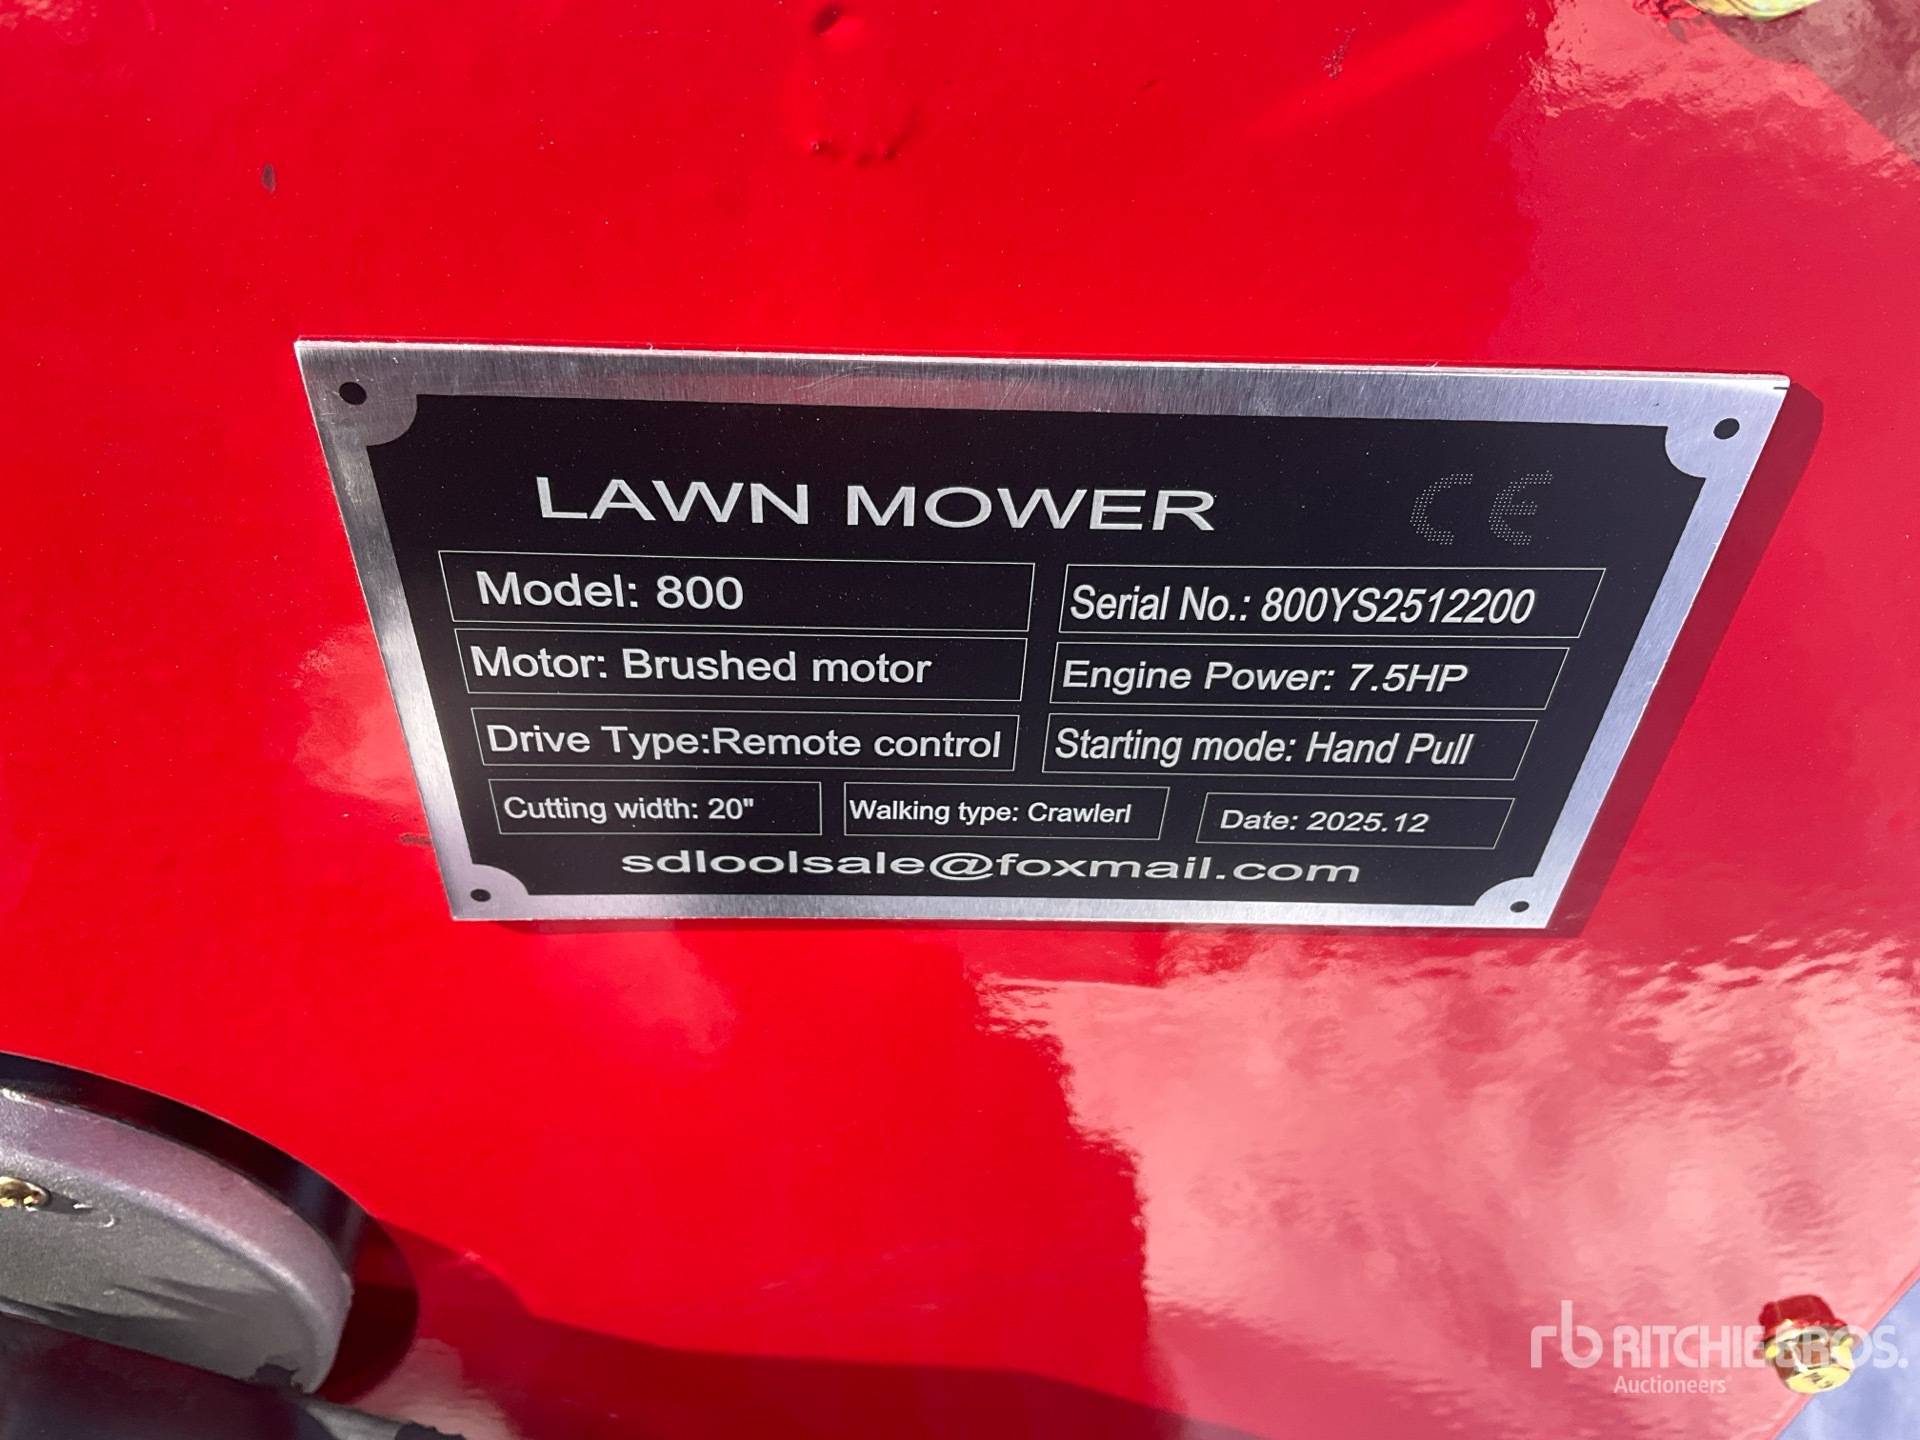 LAWN MOWER CE
Model: 800 Serial No.: 800YS2512200
Motor: Brushed motor Engine Power: 7.5HP
Drive Type:Remote control Starting mode: Hand Pull
Cutting width: 20" Walking type: Crawlerl Date: 2025.12
sdloolsale@foxmail.com
rb RITCHIE BROS.
Auctioneers